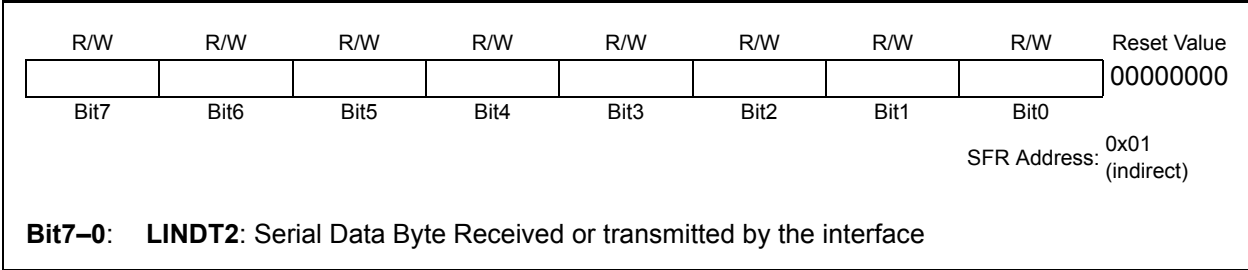 R/W R/W R/W R/W R/W R/W R/W R/W Reset Value
00000000
Bit7 Bit6 Bit5 Bit4 Bit3 Bit2 Bit1 Bit0
SFR Address: 0x01
(indirect)
Bit7–0: LINDT2: Serial Data Byte Received or transmitted by the interface